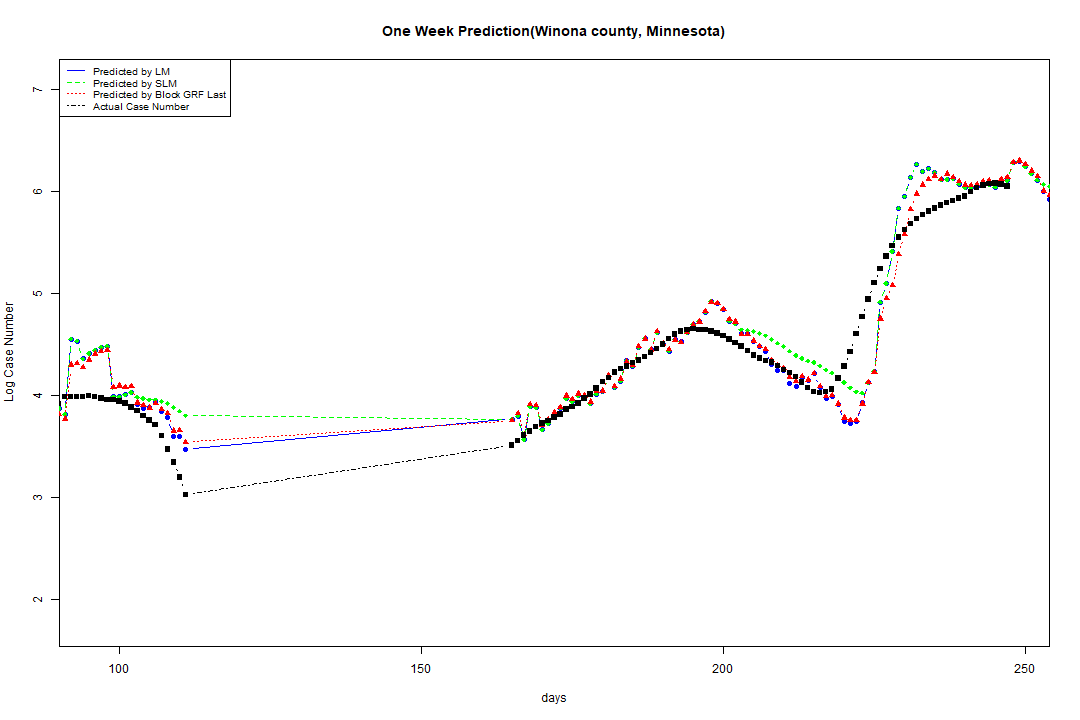 One Week Prediction(Winona county, Minnesota)
Predicted by LM
Predicted by SLM
Predicted by Block GRF Last
Actual Case Number
7
6
5
4
3
2
Log Case Number
100 150 200 250
days